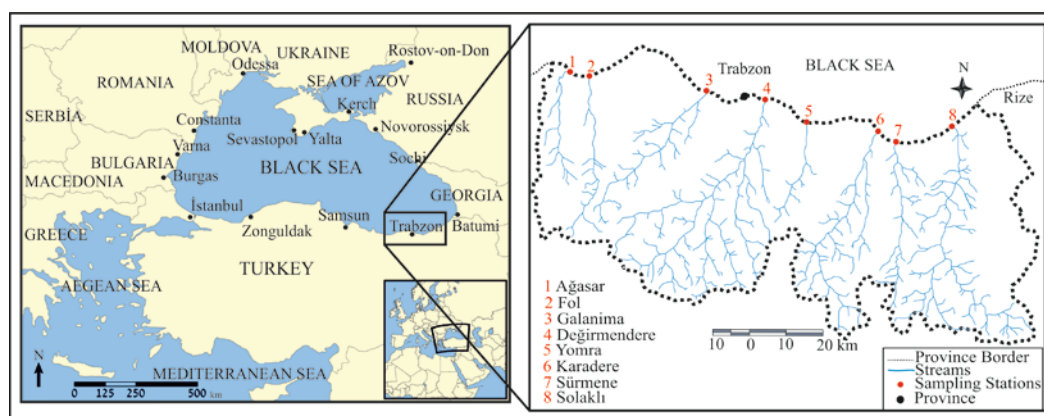 MOLDOVA
UKRAINE
Rostov-on-Don
Odessa
ROMANIA
SEA OF AZOV
Kerch
RUSSIA
SERBİA
Constanta
Sevastopol
Yalta
Novorossiysk
Varna
BULGARIA
BLACK SEA
Sochi
MACEDONIA
Burgas
GEORGIA
İstanbul
Samsun
Trabzon
Batumi
GREECE
Zonguldak
TURKEY
AEGEAN SEA
N
MEDITERRANEAN SEA
0 125 250 500
km
1
2
3
Trabzon
4
BLACK SEA
5
6
7
8
N
Rize
1 Ağasar
2 Fol
3 Galanima
4 Değirmendere
5 Yomra
6 Karadere
7 Sürmene
8 Solaklı
10 0 10 20 km
Province Border
Streams
Sampling Stations
Province